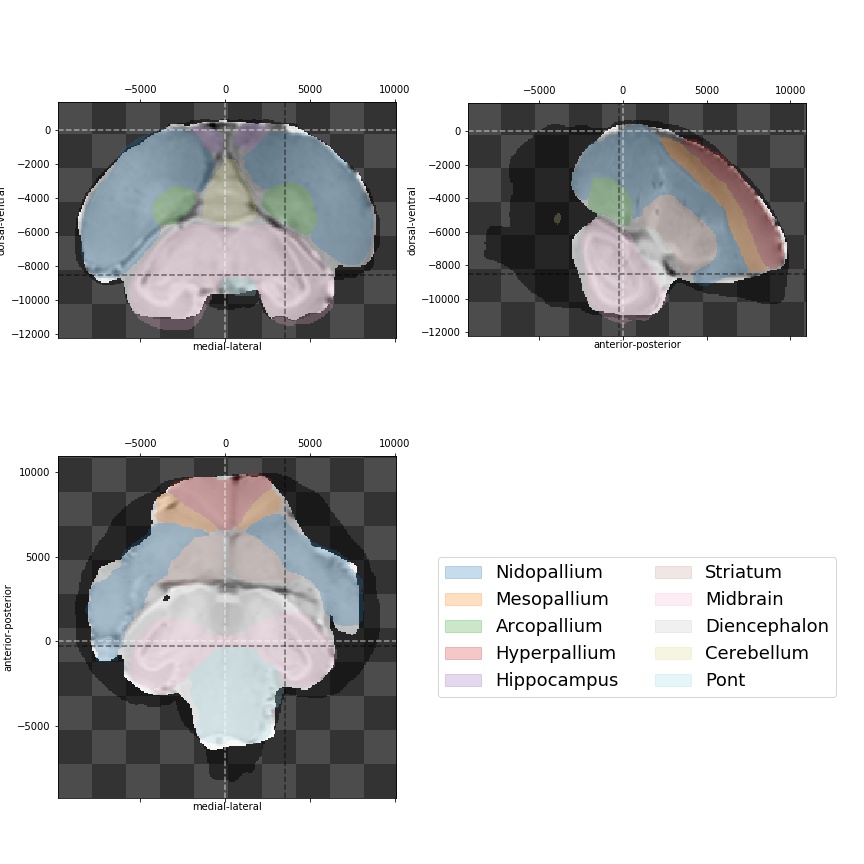 −5000 0 5000 10000
0
−2000
−4000
−6000
−8000
−10000
−12000
dorsal-ventral
medial-lateral
−5000 0 5000 10000
0
−2000
−4000
−6000
−8000
−10000
−12000
dorsal-ventral
anterior-posterior
−5000 0 5000 10000
10000
5000
0
−5000
anterior-posterior
medial-lateral
Nidopallium
Mesopallium
Arcopallium
Hyperpallium
Hippocampus
Striatum
Midbrain
Diencephalon
Cerebellum
Pont